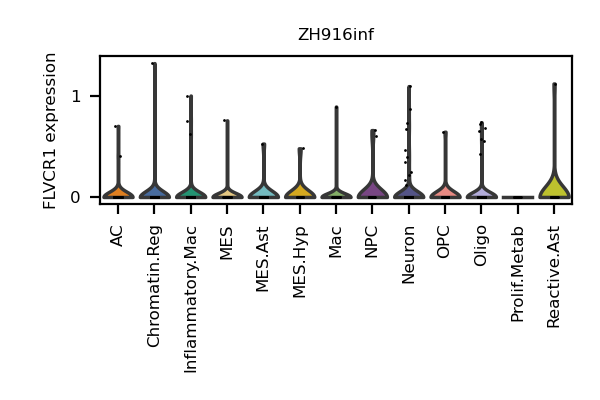 ZH916inf
FLVCR1 expression
1
0
AC
Chromatin.Reg
Inflammatory.Mac
MES
MES.Ast
MES.Hyp
Mac
NPC
Neuron
OPC
Oligo
Prolif.Metab
Reactive.Ast